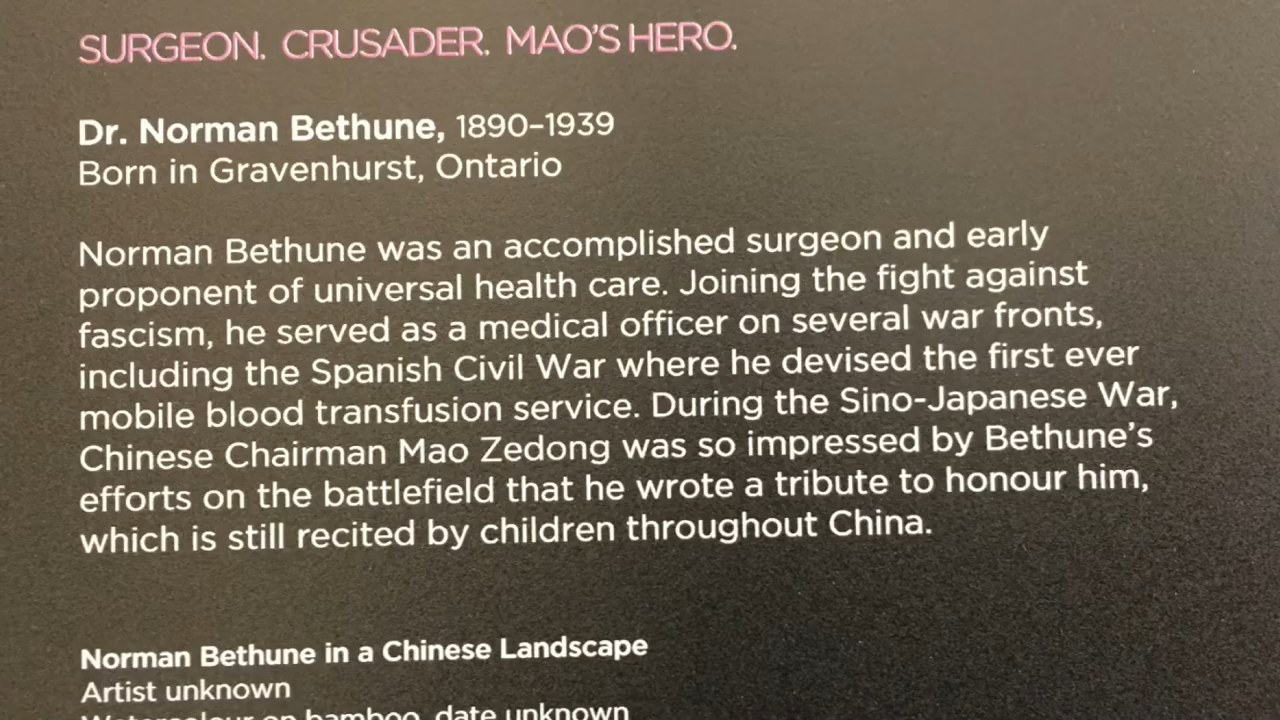 SURGEON. CRUSADER. MAO'S HERO.
Dr. Norman Bethune, 1890–1939
Born in Gravenhurst, Ontario
Norman Bethune was an accomplished surgeon and early
proponent of universal health care. Joining the fight against
fascism, he served as a medical officer on several war fronts,
including the Spanish Civil War where he devised the first ever
mobile blood transfusion service. During the Sino-Japanese War,
Chinese Chairman Mao Zedong was so impressed by Bethune's
efforts on the battlefield that he wrote a tribute to honour him,
which is still recited by children throughout China.
Norman Bethune in a Chinese Landscape
Artist unknown
Watercolour on bamboo, date unknown